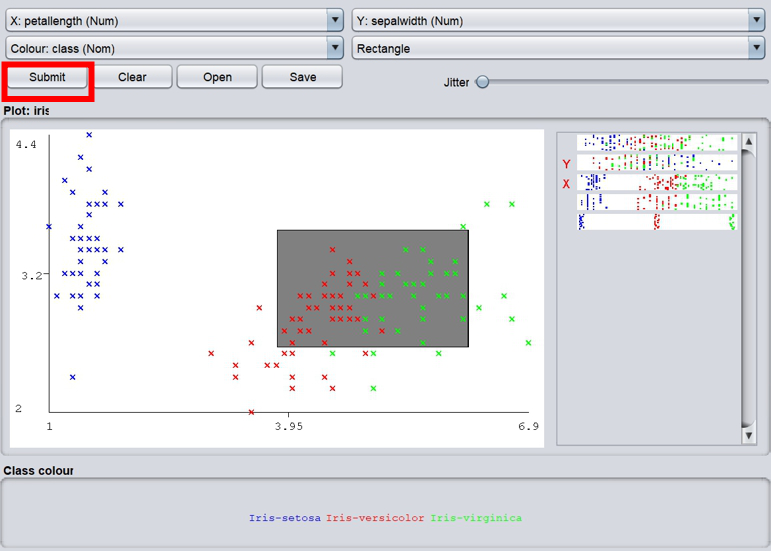 X: petallength (Num)
Y: sepalwidth (Num)
Colour: class (Nom)
Rectangle
Submit
Clear
Open
Save
Jitter
Plot: iris
4.4
3.2
2
1
3.95
6.9
Y
X
Class colour
Iris-setosa Iris-versicolor Iris-virginica